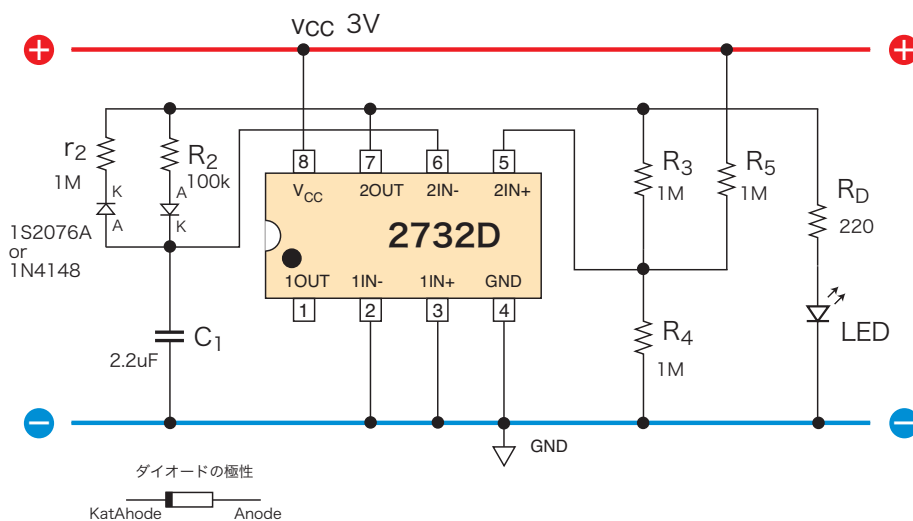 vCC 3V
r2
1M
K
A
1S2076A
or
1N4148
R2
100k
A
K
C1
2.2uF
8
7
6
5
VCC
2OUT
2IN-
2IN+
2732D
1OUT
1IN-
1IN+
GND
1
2
3
4
R3
1M
R5
1M
R4
1M
RD
220
LED
GND
ダイオードの極性
KatAhode
Anode